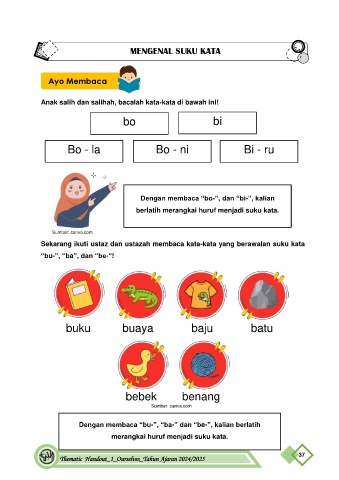 MENGENAL SUKU KATA
Ayo Membaca
Anak salih dan salihah, bacalah kata-kata di bawah ini!
bo
bi
Bo - la
Bo - ni
Bi - ru
Dengan membaca “bo-”, dan “bi-”, kalian
berlatih merangkai huruf menjadi suku kata.
Sumber: canva.com
Sekarang ikuti ustaz dan ustazah membaca kata-kata yang berawalan suku kata
“bu-”, “ba”, dan “be-“!
buku
buaya
baju
batu
bebek
benang
Sumber: canva.com
Dengan membaca “bu-”, “ba-” dan “be-”, kalian berlatih
merangkai huruf menjadi suku kata.
Thematic Handout_1_Ourselves_Tahun Ajaran 2024/2025
37